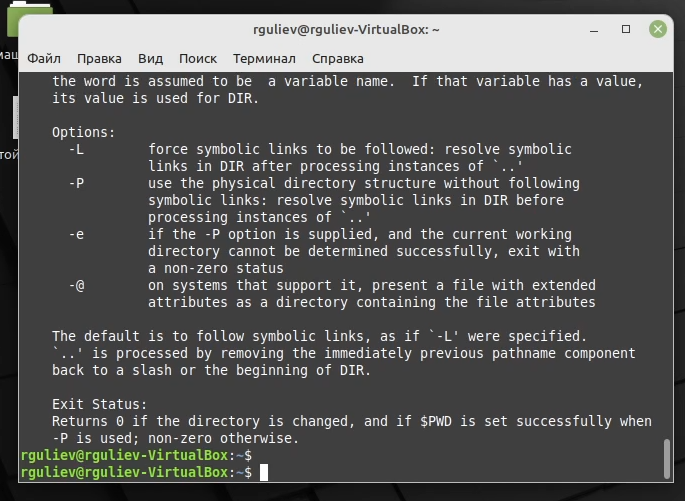 rguliev@rguliev-VirtualBox: ~
Файл Правка Вид Поиск Терминал Справка
the word is assumed to be  a variable name.  If that variable has a value,
its value is used for DIR.
Options:
-L        force symbolic links to be followed: resolve symbolic
links in DIR after processing instances of `..'
-P        use the physical directory structure without following
symbolic links: resolve symbolic links in DIR before
processing instances of `..'
-e        if the -P option is supplied, and the current working
directory cannot be determined successfully, exit with
a non-zero status
-@        on systems that support it, present a file with extended
attributes as a directory containing the file attributes
The default is to follow symbolic links, as if `-L' were specified.
`..' is processed by removing the immediately previous pathname component
back to a slash or the beginning of DIR.
Exit Status:
Returns 0 if the directory is changed, and if $PWD is set successfully when
-P is used; non-zero otherwise.
rguliev@rguliev-VirtualBox:~$
rguliev@rguliev-VirtualBox:~$